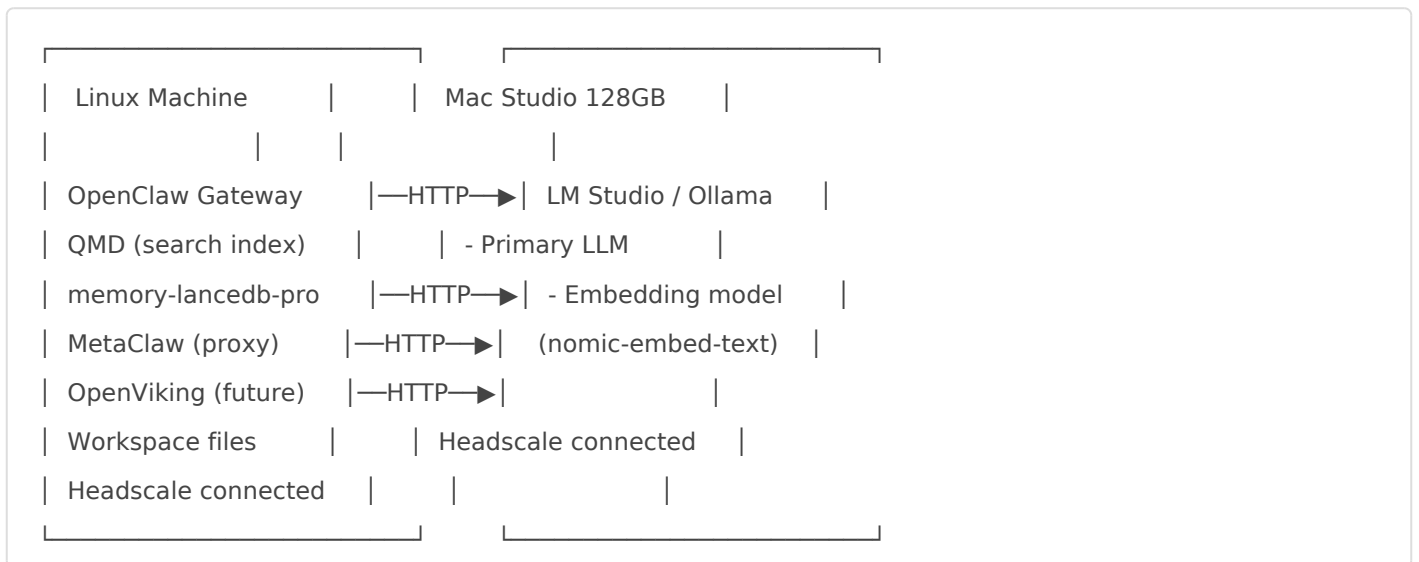 Linux Machine Mac Studio 128GB
OpenClaw Gateway —HTTP—▶ LM Studio / Ollama
QMD (search index) - Primary LLM
memory-lancedb-pro —HTTP—▶ - Embedding model
MetaClaw (proxy) —HTTP—▶ (nomic-embed-text)
OpenViking (future) —HTTP—▶
Workspace files Headscale connected
Headscale connected